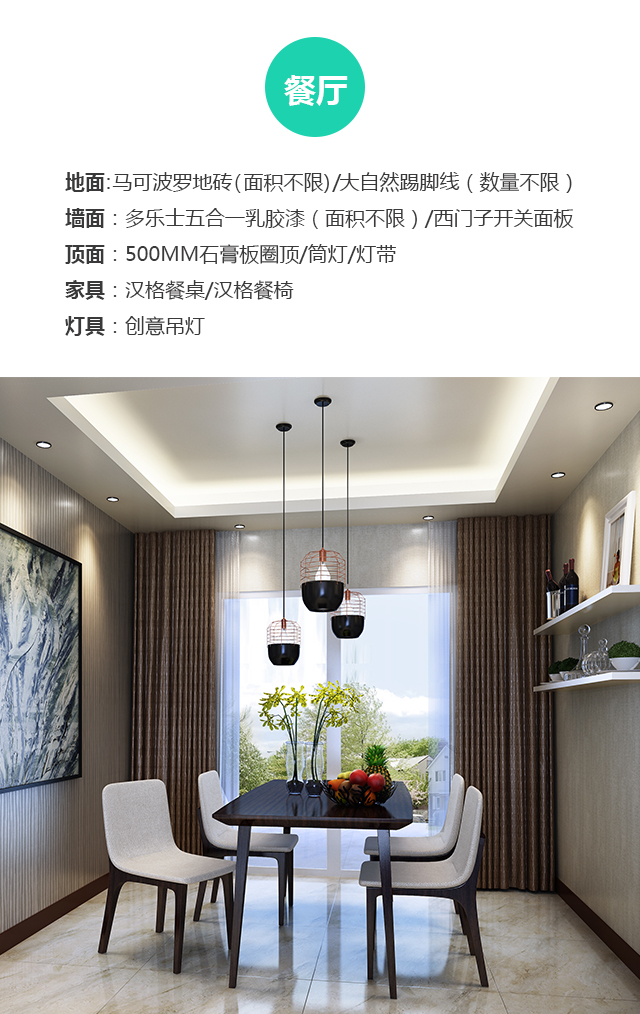 餐厅
地面:马可波罗地砖(面积不限)/大自然踢脚线（数量不限）
墙面：多乐士五合一乳胶漆（面积不限）/西门子开关面板
顶面：500MM石膏板圈顶/筒灯/灯带
家具：汉格餐桌/汉格餐椅
灯具：创意吊灯